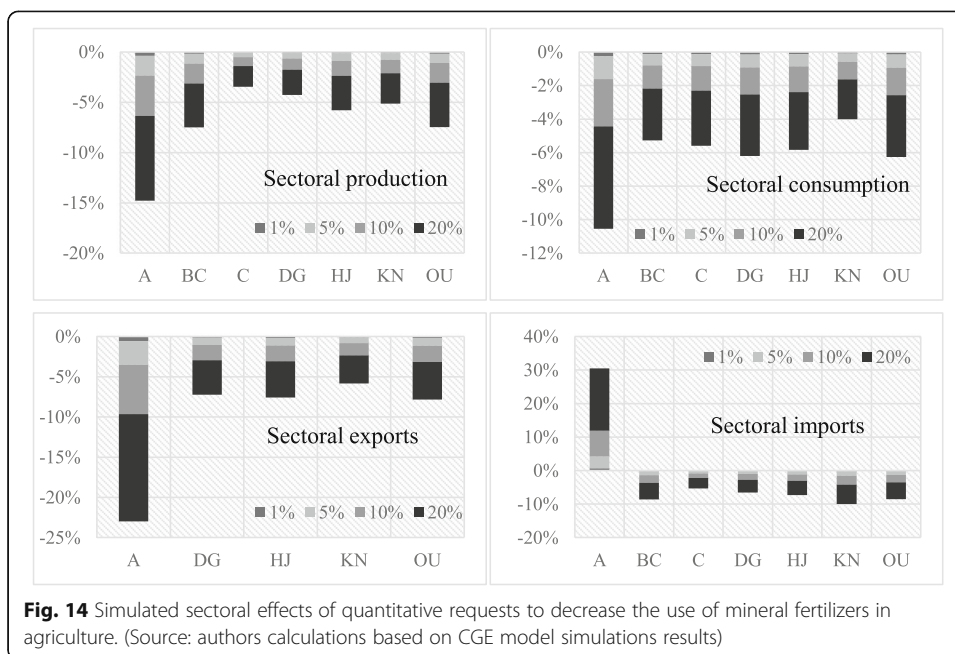 0%
-5%
-10%
-15%
-20%
Sectoral production
1% 5% 10% 20%
A BC C DG HJ KN OU
0%
-2%
-4%
-6%
-8%
-10%
-12%
Sectoral consumption
1% 5% 10% 20%
A BC C DG HJ KN OU
0%
-5%
-10%
-15%
-20%
-25%
Sectoral exports
1% 5% 10% 20%
A DG HJ KN OU
40%
30%
20%
10%
0%
-10%
-20%
1% 5% 10% 20%
Sectoral imports
A BC C DG HJ KN OU
Fig. 14 Simulated sectoral effects of quantitative requests to decrease the use of mineral fertilizers in
agriculture. (Source: authors calculations based on CGE model simulations results)